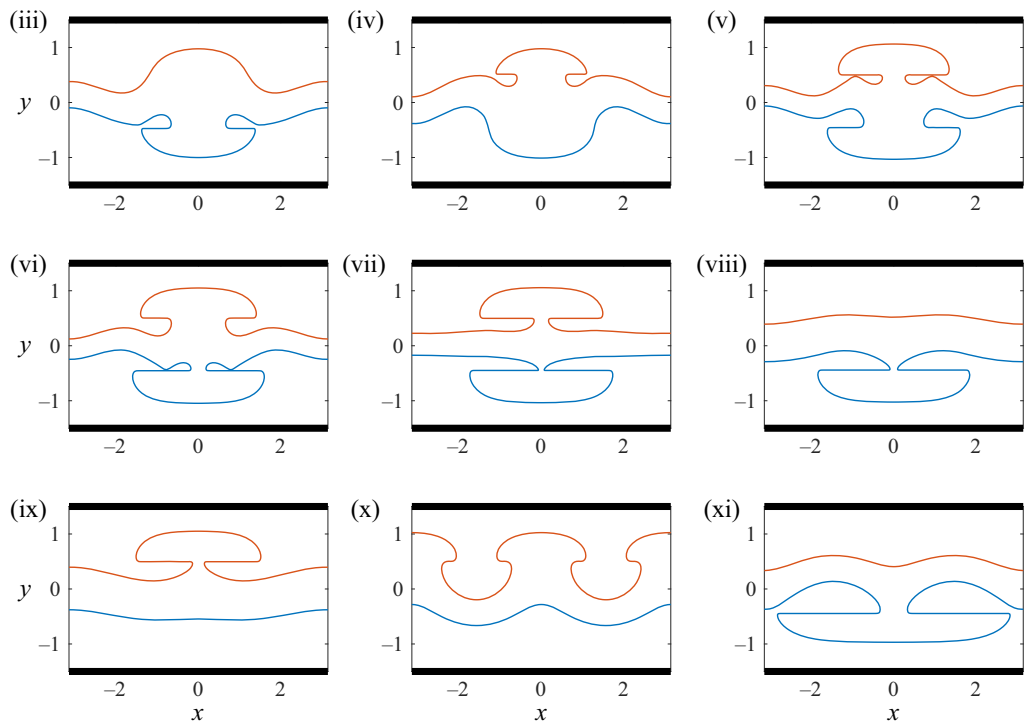 (iii) (iv) (v)
1 1 1
y 0 0 0
–1 –1 –1
–2 0 2 –2 0 2 –2 0 2
(vi) (vii) (viii)
1 1 1
y 0 0 0
–1 –1 –1
–2 0 2 –2 0 2 –2 0 2
(ix) (x) (xi)
1 1 1
y 0 y 0 y 0
–1 –1 –1
–2 0 2 –2 0 2 –2 0 2
x x x